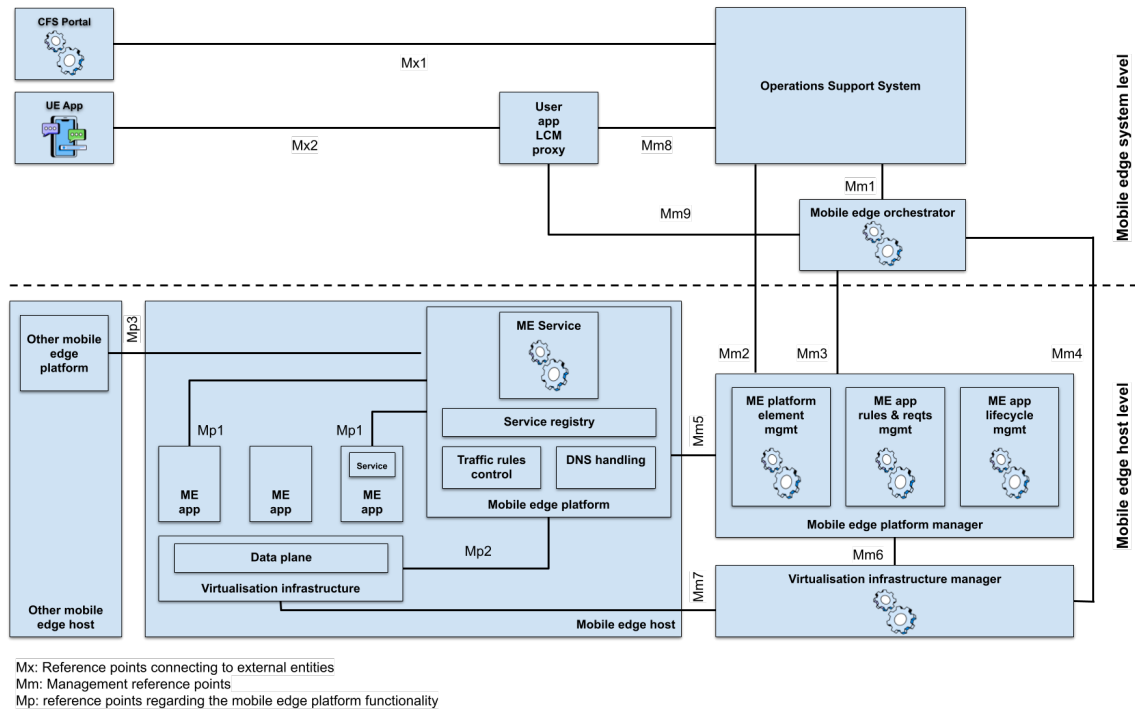 CFS Portal
Mx1
Operations Support System
UE App
Mx2
User
app
LCM
proxy
Mm8
Mm1
Mm9
Mobile edge orchestrator
Mobile edge system level
Other mobile
edge
platform
Mp3
ME Service
Mm2
Mm3
Mm4
Service registry
Mp1
Mp1
Traffic rules
control
DNS handling
Mobile edge platform
Service
ME
app
ME
app
ME
app
Mm5
ME platform
element
mgmt
ME app
rules & reqts
mgmt
ME app
lifecycle
mgmt
Mobile edge platform manager
Mobile edge host level
Mp2
Data plane
Virtualisation infrastructure
Mm6
Mm7
Virtualisation infrastructure manager
Other mobile
edge host
Mobile edge host
Mx: Reference points connecting to external entities
Mm: Management reference points
Mp: reference points regarding the mobile edge platform functionality